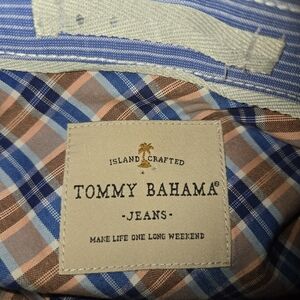 ISLAND CRAFTED
TOMMY BAHAMA®
-JEANS-
MAKE LIFE ONE LONG WEEKEND